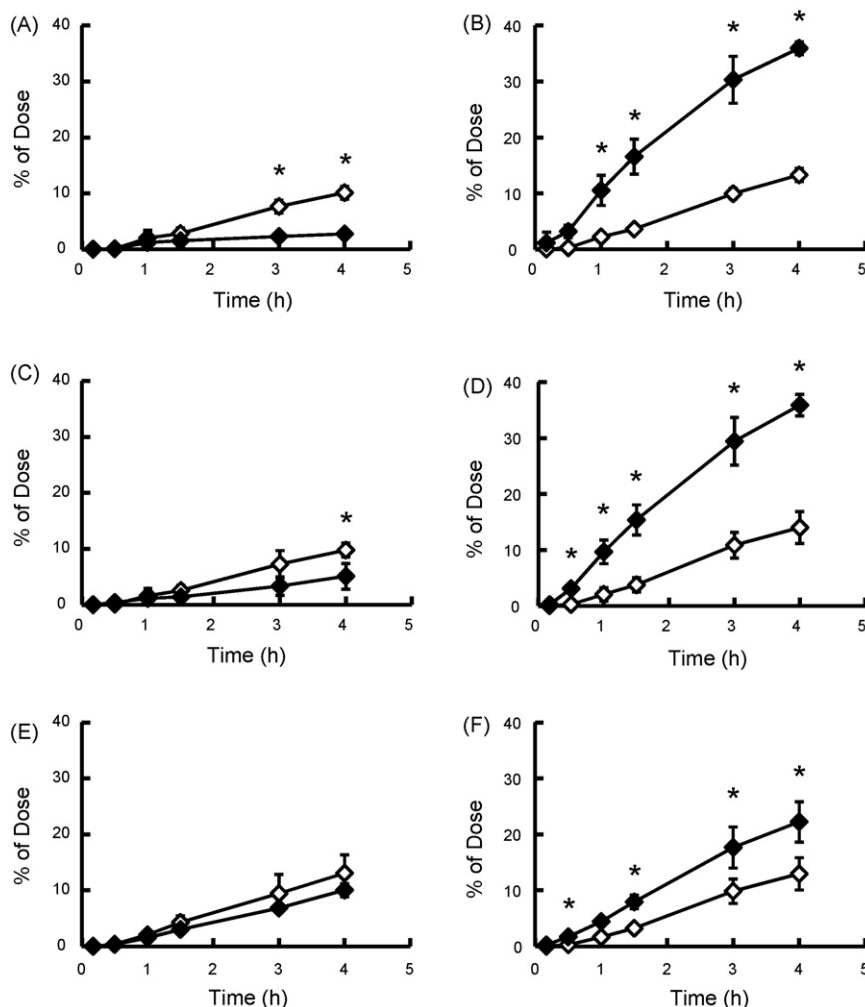 (A)
40
30
20
10
0
% of Dose
* *
0 1 2 3 4 5
Time (h)
(B)
40
30
20
10
0
% of Dose
* * * *
0 1 2 3 4 5
Time (h)
(C)
40
30
20
10
0
% of Dose
*
0 1 2 3 4 5
Time (h)
(D)
40
30
20
10
0
% of Dose
* * * * *
0 1 2 3 4 5
Time (h)
(E)
40
30
20
10
0
% of Dose
0 1 2 3 4 5
Time (h)
(F)
40
30
20
10
0
% of Dose
* * * *
0 1 2 3 4 5
Time (h)